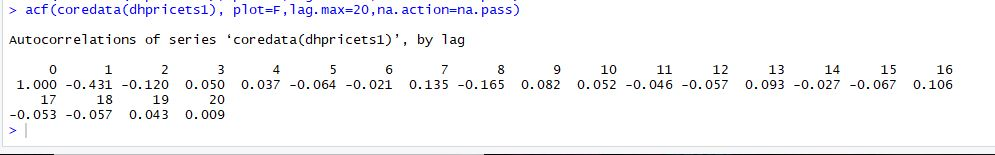 > acf(coredata(dhpricets1), plot=F,lag.max=20,na.action=na.pass)
Autocorrelations of series ‘coredata(dhpricets1)’, by lag
0 1 2 3 4 5 6 7 8 9 10 11 12 13 14 15 16
1.000 -0.431 -0.120 0.050 0.037 -0.064 -0.021 0.135 -0.165 0.082 0.052 -0.046 -0.057 0.093 -0.027 -0.067 0.106
17 18 19 20
-0.053 -0.057 0.043 0.009
>